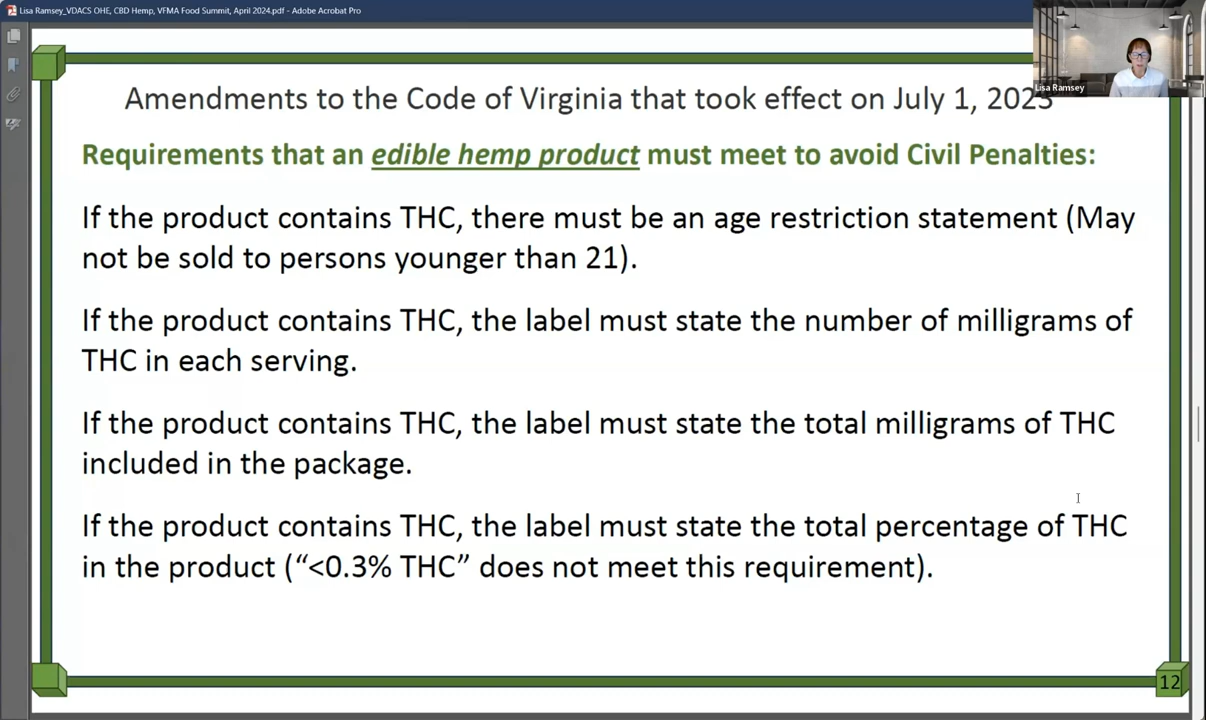 Lisa Ramsey_VDACS OHE, CBD Hemp, VFMA Food Summit, April 2024.pdf - Adobe Acrobat Pro
Lisa Ramsey
Amendments to the Code of Virginia that took effect on July 1, 2023
Requirements that an edible hemp product must meet to avoid Civil Penalties:
If the product contains THC, there must be an age restriction statement (May
not be sold to persons younger than 21).
If the product contains THC, the label must state the number of milligrams of
THC in each serving.
If the product contains THC, the label must state the total milligrams of THC
included in the package.
If the product contains THC, the label must state the total percentage of THC
in the product (“<0.3% THC” does not meet this requirement).
12